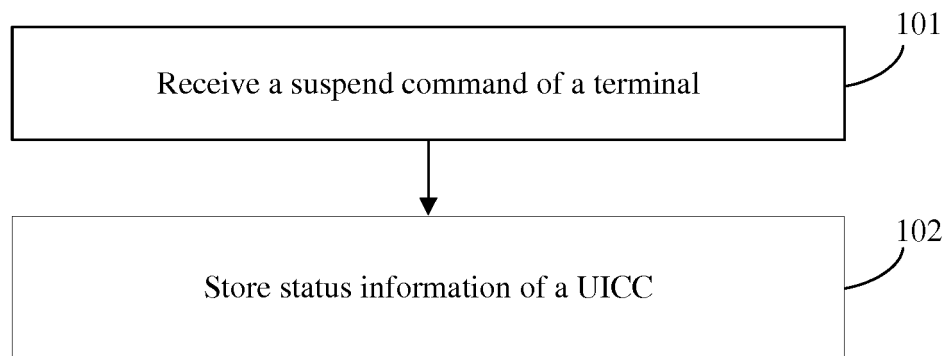 101
Receive a suspend command of a terminal
102
Store status information of a UICC